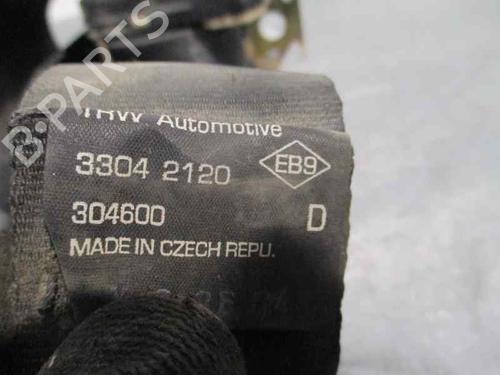 TRW Automotive
3304 2120
EB9
304600 D
MADE IN CZECH REPU.
B-Parts